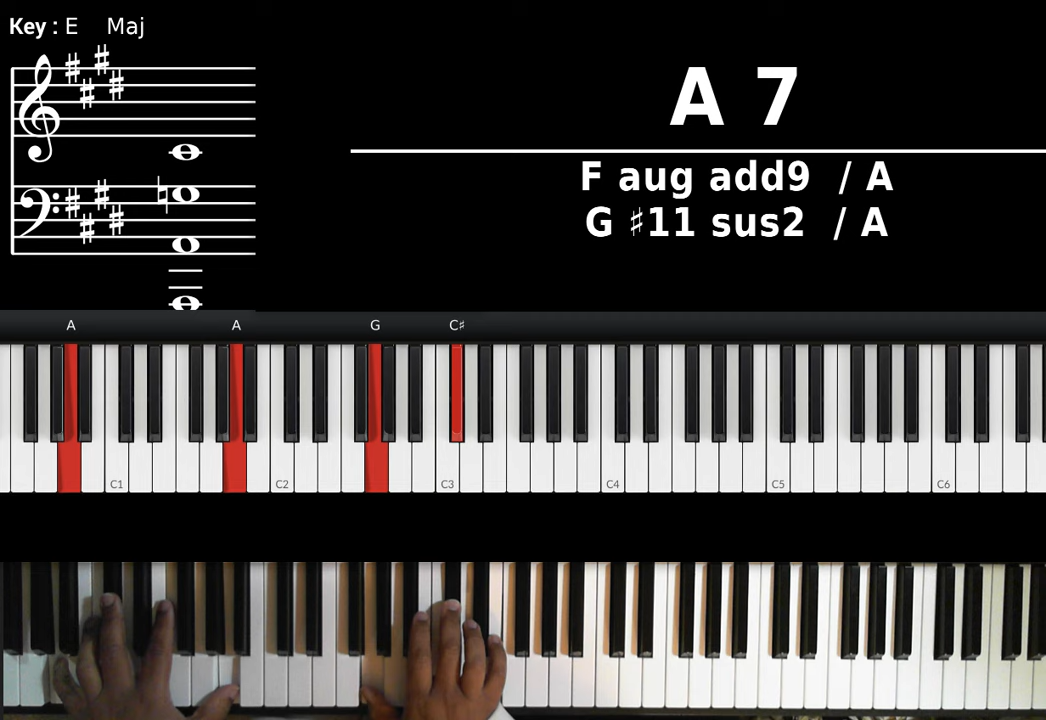 Key : E Maj
A 7
F aug add9 / A
G ♯11 sus2 / A
A A G C♯
C1 C2 C3 C4 C5 C6